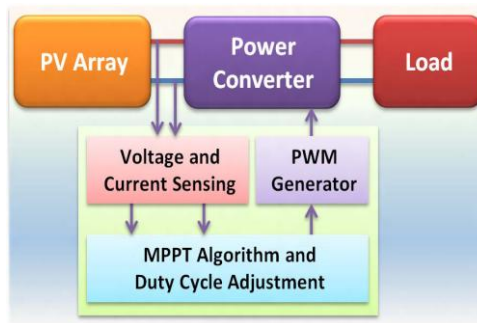 PV Array
Power
Converter
Load
Voltage and
Current Sensing
PWM
Generator
MPPT Algorithm and
Duty Cycle Adjustment